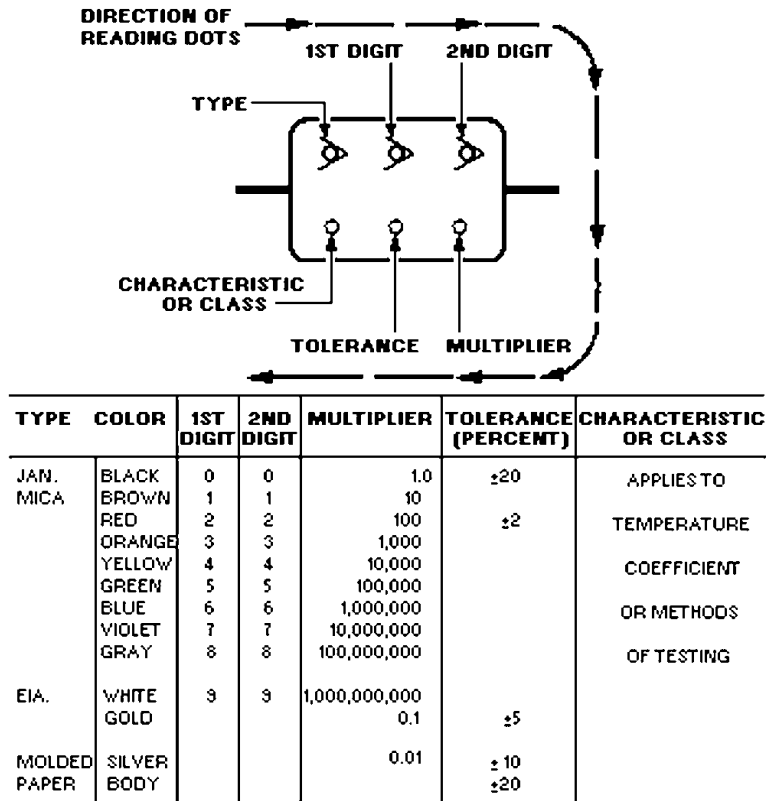 DIRECTION OF
READING DOTS
1ST DIGIT 2ND DIGIT
TYPE
CHARACTERISTIC
OR CLASS
TOLERANCE MULTIPLIER
TYPE COLOR 1ST DIGIT 2ND DIGIT MULTIPLIER TOLERANCE (PERCENT) CHARACTERISTIC OR CLASS
JAN. BLACK 0 0 1.0 ±20 APPLIES TO
MICA BROWN 1 1 10
RED 2 2 100 ±2 TEMPERATURE
ORANGE 3 3 1,000
YELLOW 4 4 10,000 COEFFICIENT
GREEN 5 5 100,000
BLUE 6 6 1,000,000 OR METHODS
VIOLET 7 7 10,000,000
GRAY 8 8 100,000,000 OF TESTING
EIA. WHITE 9 9 1,000,000,000
GOLD 0.1 ±5
MOLDED SILVER 0.01 ±10
PAPER BODY ±20